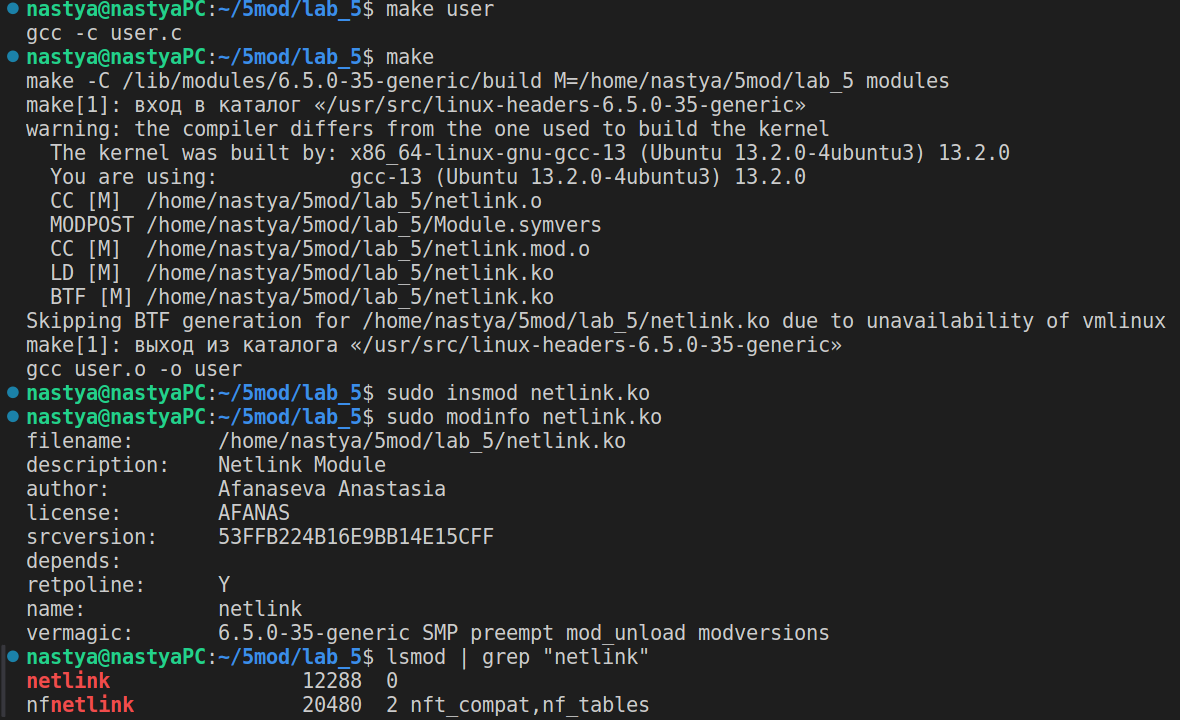 nastya@nastyaPC:~/5mod/lab_5$ make user
gcc -c user.c
nastya@nastyaPC:~/5mod/lab_5$ make
make -C /lib/modules/6.5.0-35-generic/build M=/home/nastya/5mod/lab_5 modules
make[1]: вход в каталог «/usr/src/linux-headers-6.5.0-35-generic»
warning: the compiler differs from the one used to build the kernel
  The kernel was built by: x86_64-linux-gnu-gcc-13 (Ubuntu 13.2.0-4ubuntu3) 13.2.0
  You are using:           gcc-13 (Ubuntu 13.2.0-4ubuntu3) 13.2.0
  CC [M]  /home/nastya/5mod/lab_5/netlink.o
  MODPOST /home/nastya/5mod/lab_5/Module.symvers
  CC [M]  /home/nastya/5mod/lab_5/netlink.mod.o
  LD [M]  /home/nastya/5mod/lab_5/netlink.ko
  BTF [M] /home/nastya/5mod/lab_5/netlink.ko
Skipping BTF generation for /home/nastya/5mod/lab_5/netlink.ko due to unavailability of vmlinux
make[1]: выход из каталога «/usr/src/linux-headers-6.5.0-35-generic»
gcc user.o -o user
nastya@nastyaPC:~/5mod/lab_5$ sudo insmod netlink.ko
nastya@nastyaPC:~/5mod/lab_5$ sudo modinfo netlink.ko
filename:       /home/nastya/5mod/lab_5/netlink.ko
description:    Netlink Module
author:         Afanaseva Anastasia
license:        AFANAS
srcversion:     53FFB224B16E9BB14E15CFF
depends:
retpoline:      Y
name:           netlink
vermagic:       6.5.0-35-generic SMP preempt mod_unload modversions
nastya@nastyaPC:~/5mod/lab_5$ lsmod | grep "netlink"
netlink                12288  0
nfnetlink              20480  2 nft_compat,nf_tables